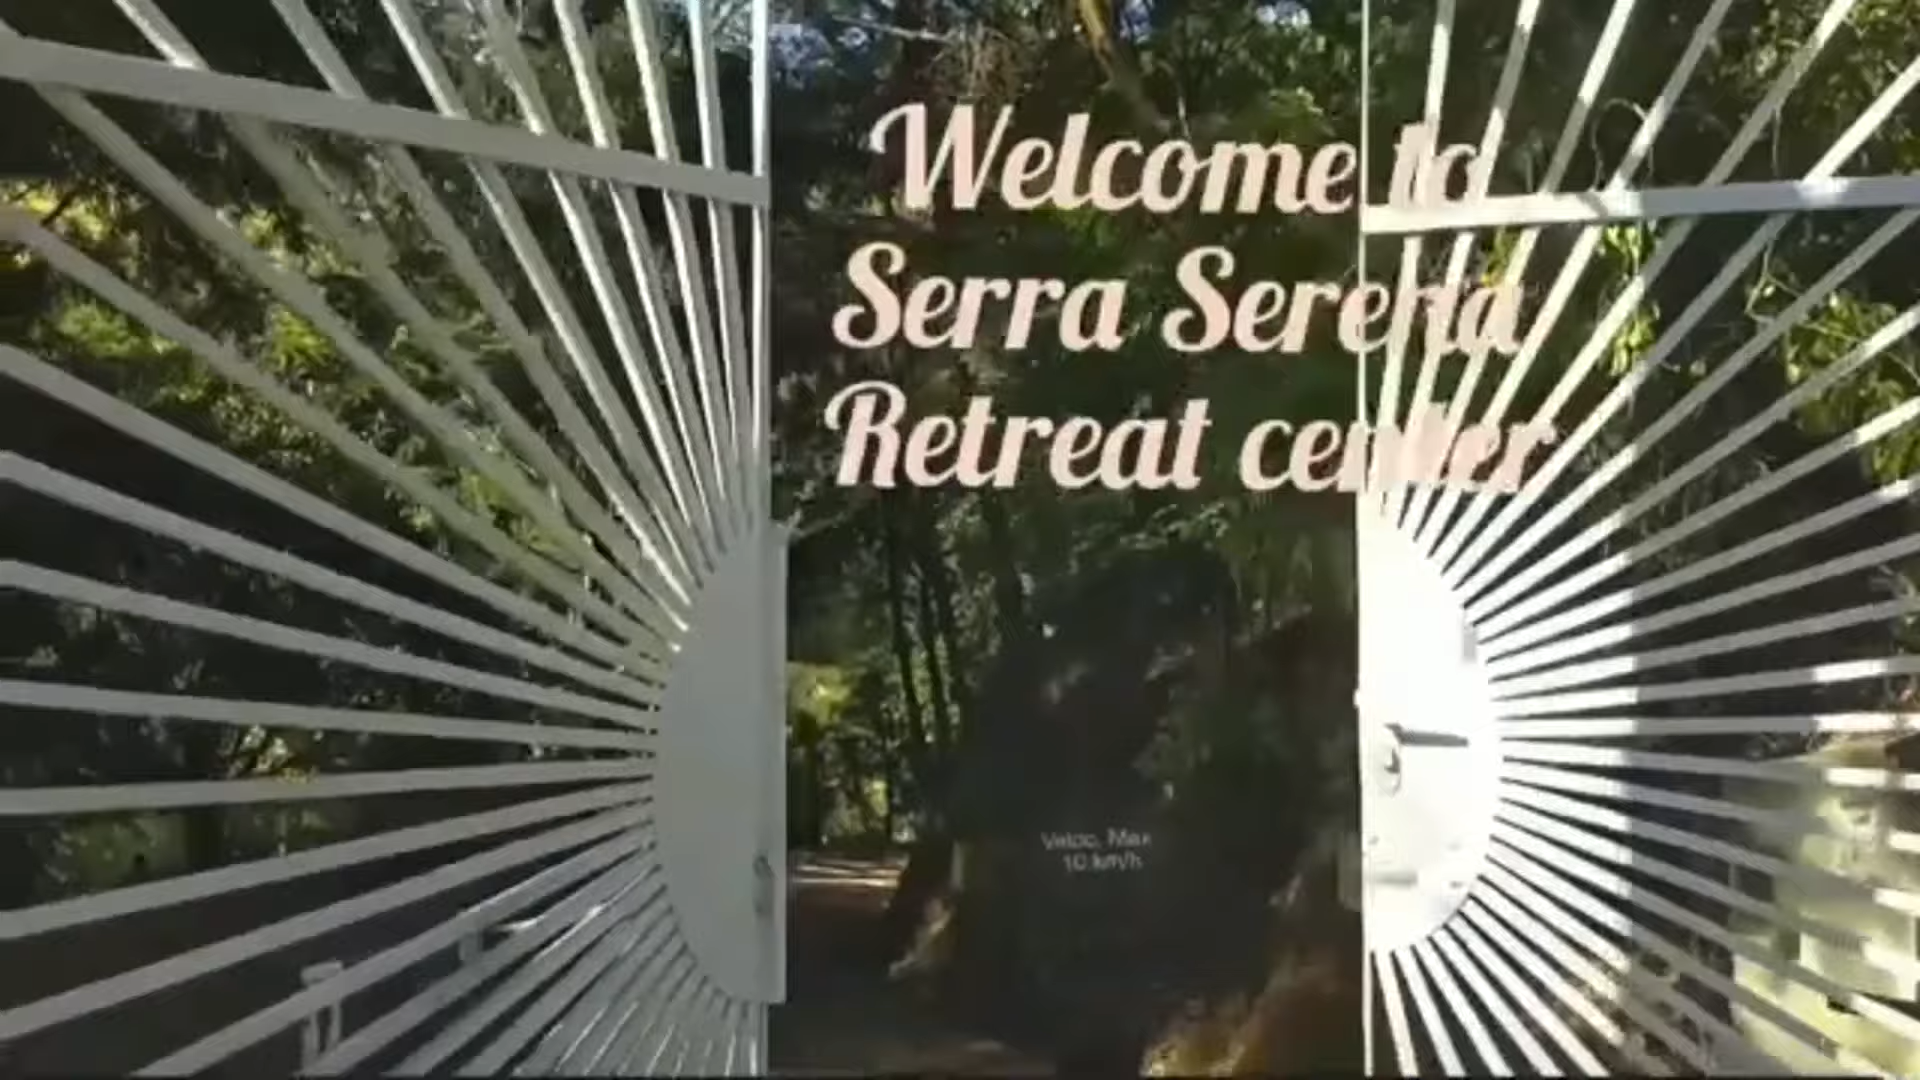 Welcome to
Serra Serena
Retreat center
Veloc. Max
10 km/h